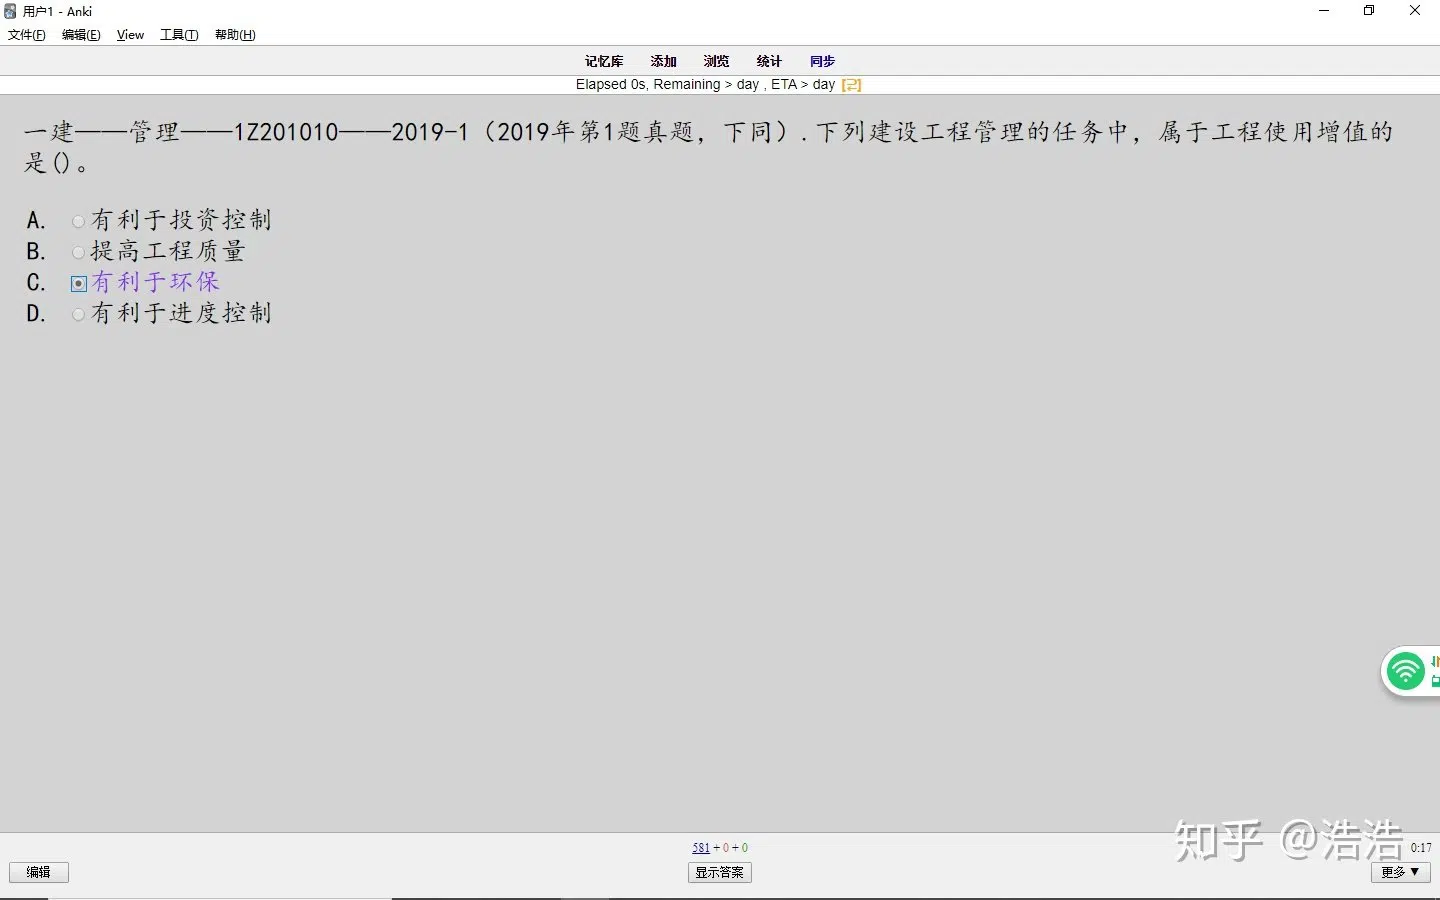 用户1 - Anki
文件(F) 编辑(E) View 工具(T) 帮助(H)
记忆库 添加 浏览 统计 同步
Elapsed 0s, Remaining > day , ETA > day [⮂]
一建——管理——1Z201010——2019-1（2019年第1题真题，下同）.下列建设工程管理的任务中，属于工程使用增值的
是()。
A. 有利于投资控制
B. 提高工程质量
C. 有利于环保
D. 有利于进度控制
知乎 @浩浩
581 + 0 + 0
0:17
编辑 显示答案 更多 ▼